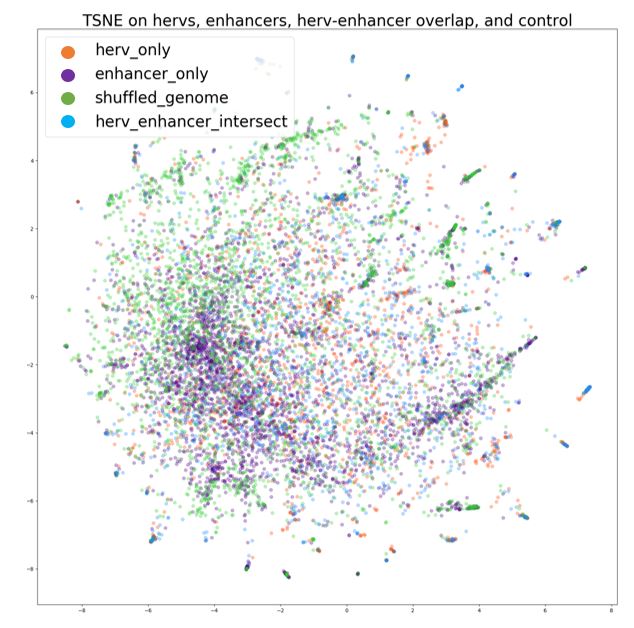 TSNE on hervs, enhancers, herv-enhancer overlap, and control
herv_only
enhancer_only
shuffled_genome
herv_enhancer_intersect
6
4
2
0
−2
−4
−6
−8
−8 −6 −4 −2 0 2 4 6 8